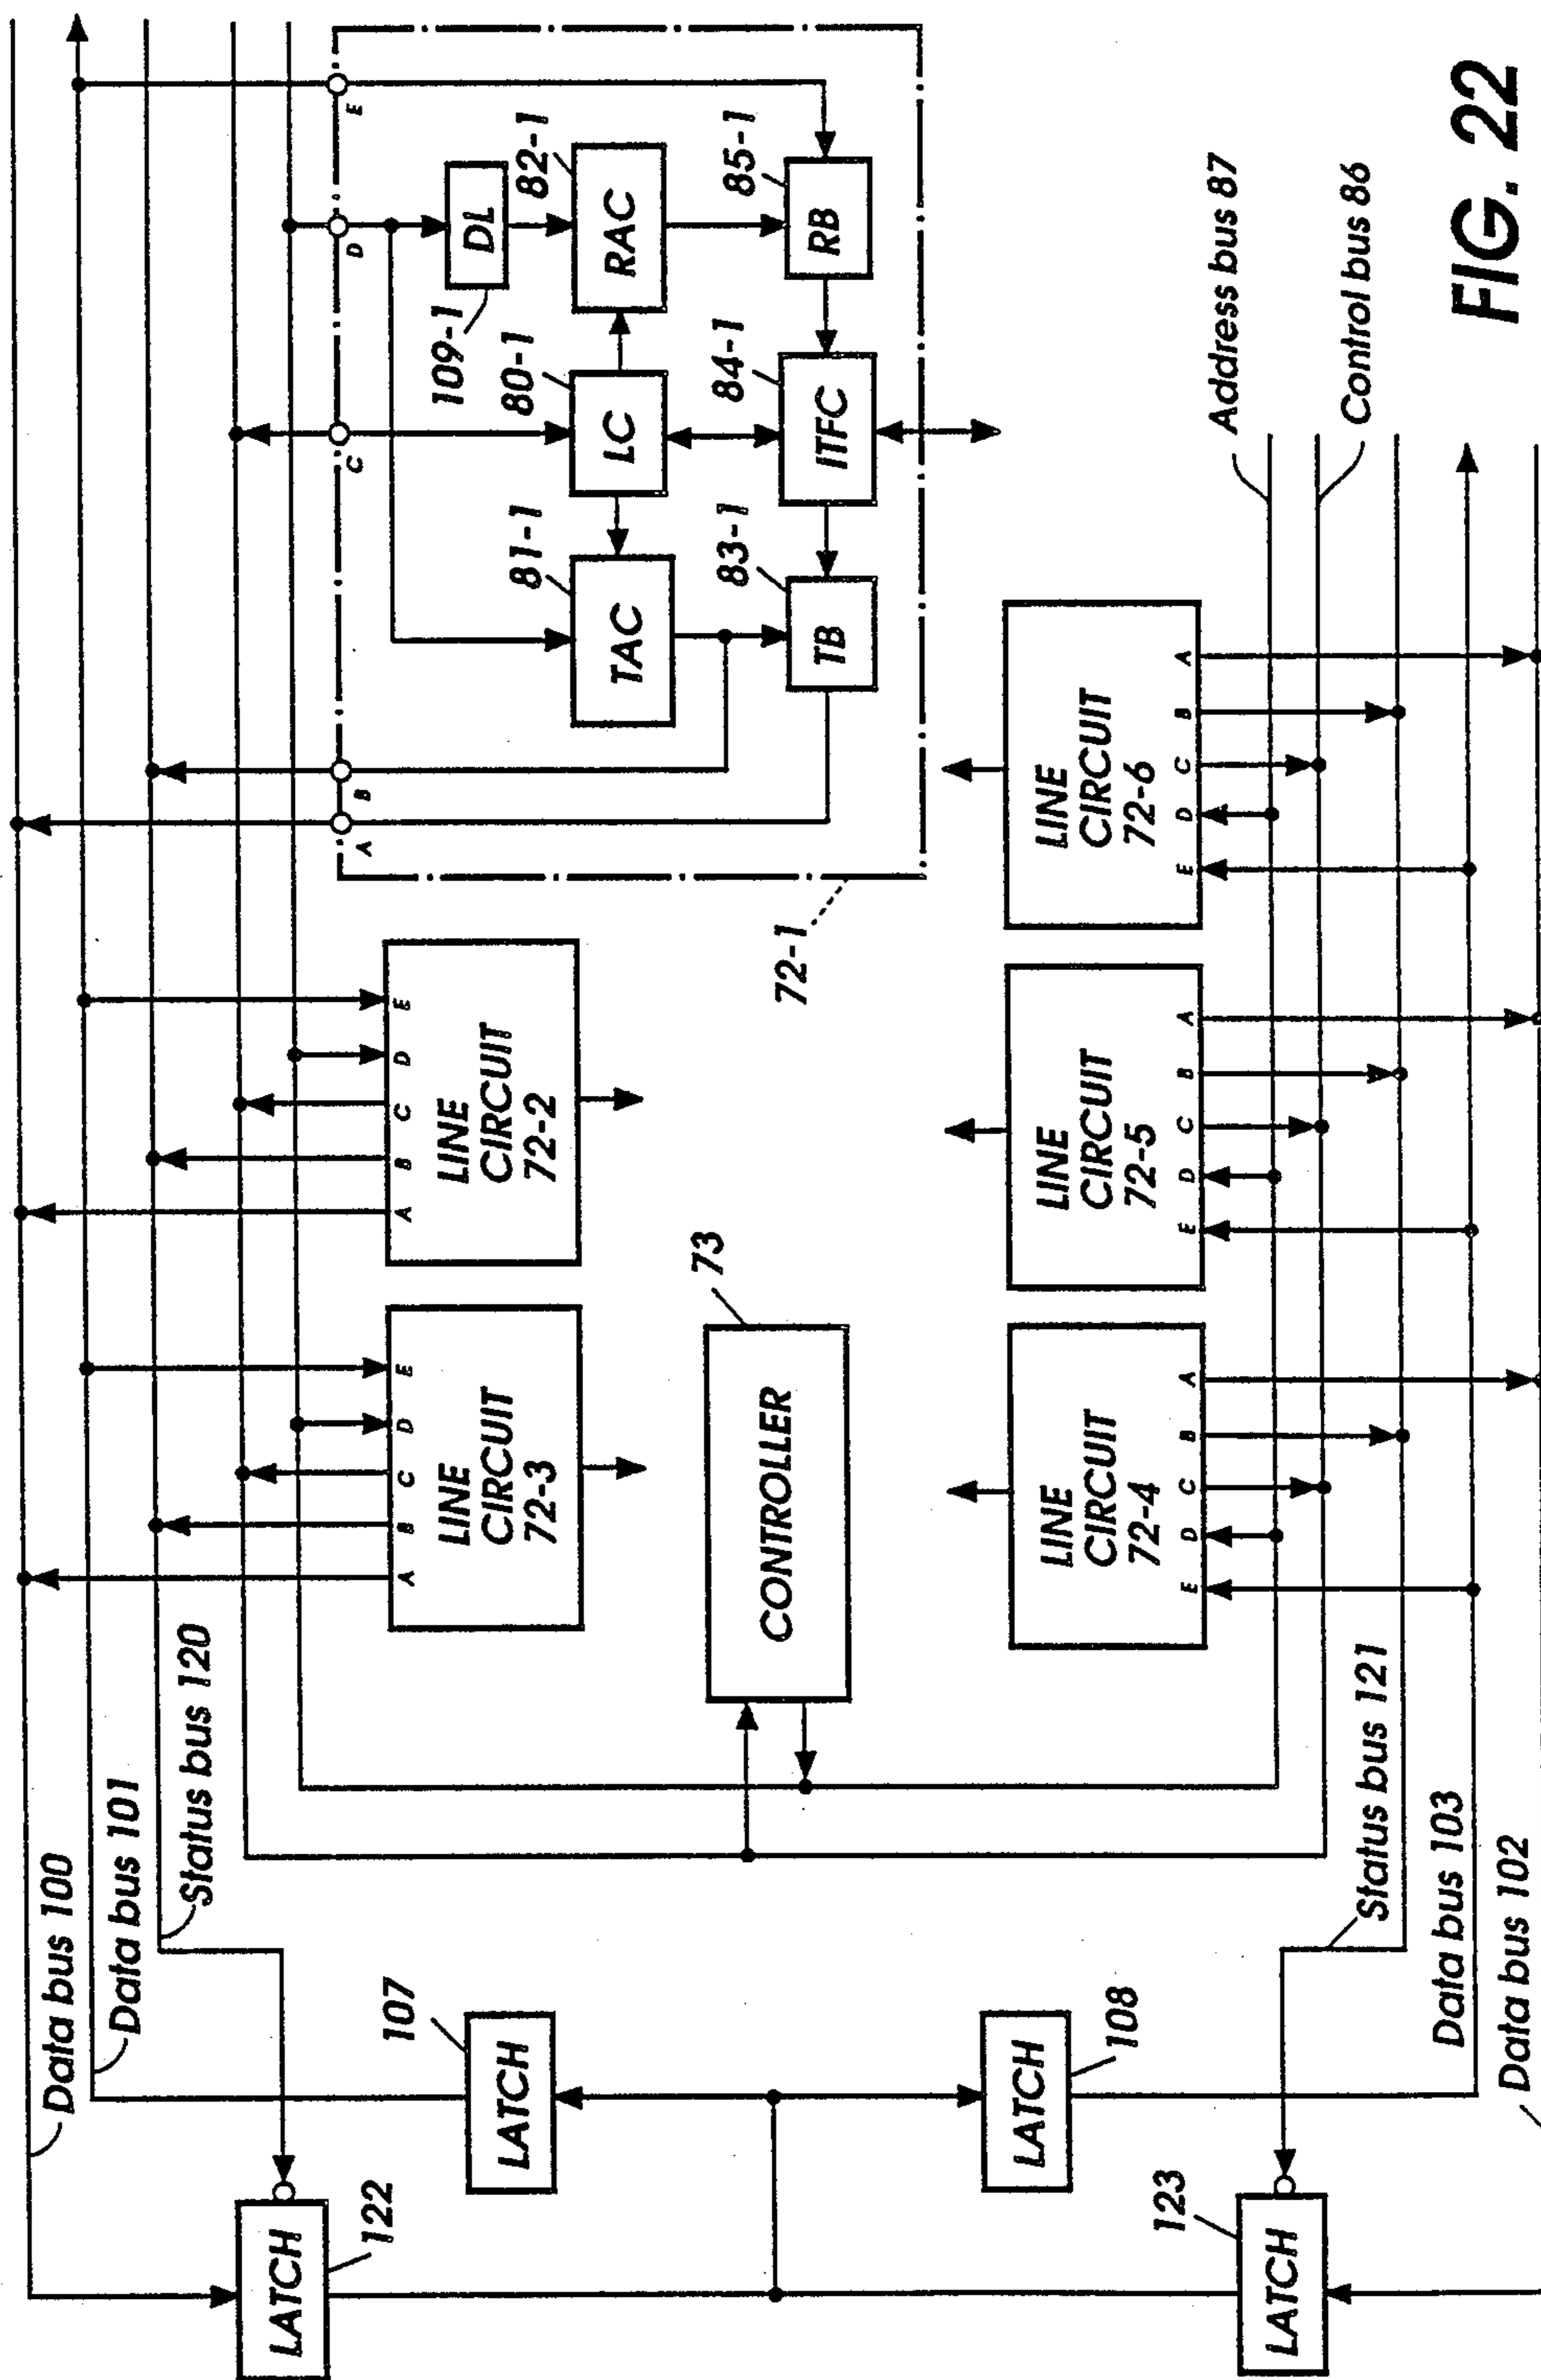 Data bus 100
Data bus 101
Status bus 120
LATCH
122
LATCH
107
LATCH
108
LATCH
123
Status bus 121
Data bus 103
Data bus 102
CONTROLLER
73
LINE
CIRCUIT
72-3
A B C D E
LINE
CIRCUIT
72-2
A B C D E
72-1
A B C D E
TAC
81-1
LC
80-1
DL
109-1
RAC
82-1
TB
83-1
ITFC
84-1
RB
85-1
LINE
CIRCUIT
72-4
E D C B A
LINE
CIRCUIT
72-5
E D C B A
LINE
CIRCUIT
72-6
E D C B A
Address bus 87
Control bus 86
FIG. 22